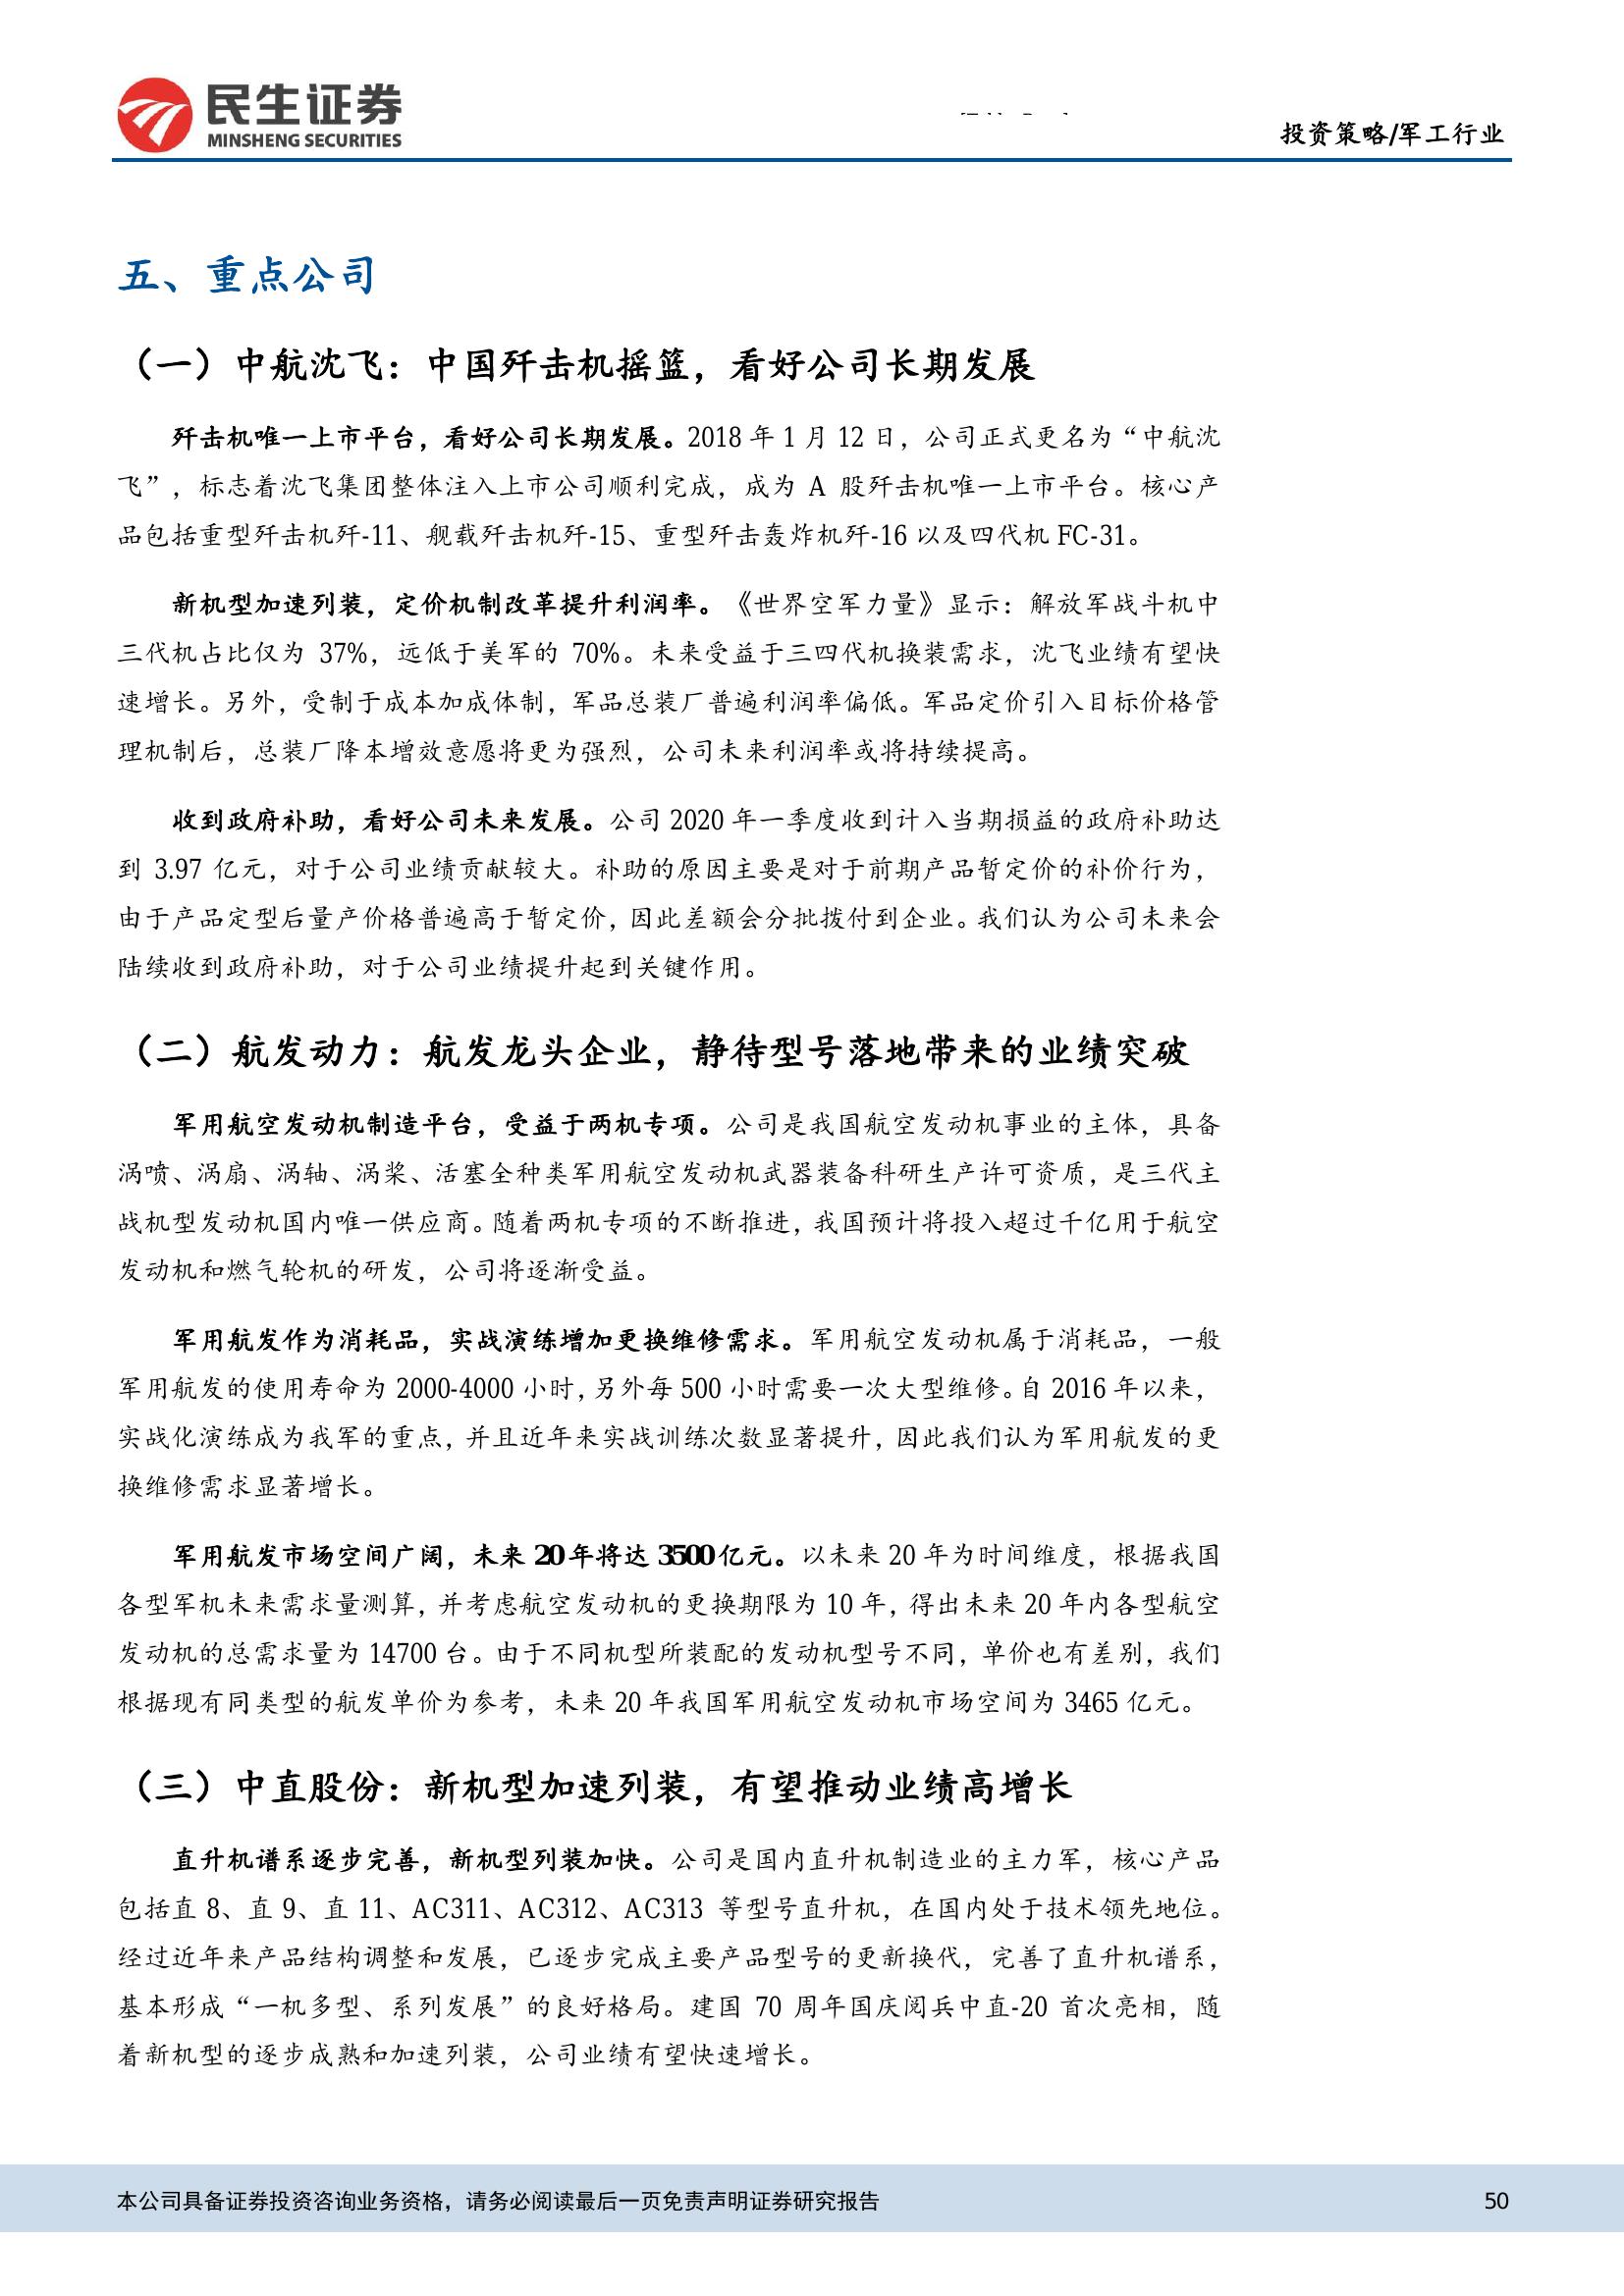 民生证券
MINSHENG SECURITIES
投资策略/军工行业
五、重点公司
（一）中航沈飞：中国歼击机摇篮，看好公司长期发展
歼击机唯一上市平台，看好公司长期发展。2018 年 1 月 12 日，公司正式更名为“中航沈
飞”，标志着沈飞集团整体注入上市公司顺利完成，成为 A 股歼击机唯一上市平台。核心产
品包括重型歼击机歼-11、舰载歼击机歼-15、重型歼击轰炸机歼-16 以及四代机 FC-31。
新机型加速列装，定价机制改革提升利润率。《世界空军力量》显示：解放军战斗机中
三代机占比仅为 37%，远低于美军的 70%。未来受益于三四代机换装需求，沈飞业绩有望快
速增长。另外，受制于成本加成体制，军品总装厂普遍利润率偏低。军品定价引入目标价格管
理机制后，总装厂降本增效意愿将更为强烈，公司未来利润率或将持续提高。
收到政府补助，看好公司未来发展。公司 2020 年一季度收到计入当期损益的政府补助达
到 3.97 亿元，对于公司业绩贡献较大。补助的原因主要是对于前期产品暂定价的补价行为，
由于产品定型后量产价格普遍高于暂定价，因此差额会分批拨付到企业。我们认为公司未来会
陆续收到政府补助，对于公司业绩提升起到关键作用。
（二）航发动力：航发龙头企业，静待型号落地带来的业绩突破
军用航空发动机制造平台，受益于两机专项。公司是我国航空发动机事业的主体，具备
涡喷、涡扇、涡轴、涡桨、活塞全种类军用航空发动机武器装备科研生产许可资质，是三代主
战机型发动机国内唯一供应商。随着两机专项的不断推进，我国预计将投入超过千亿用于航空
发动机和燃气轮机的研发，公司将逐渐受益。
军用航发作为消耗品，实战演练增加更换维修需求。军用航空发动机属于消耗品，一般
军用航发的使用寿命为 2000-4000 小时，另外每 500 小时需要一次大型维修。自 2016 年以来，
实战化演练成为我军的重点，并且近年来实战训练次数显著提升，因此我们认为军用航发的更
换维修需求显著增长。
军用航发市场空间广阔，未来 20 年将达 3500 亿元。以未来 20 年为时间维度，根据我国
各型军机未来需求量测算，并考虑航空发动机的更换期限为 10 年，得出未来 20 年内各型航空
发动机的总需求量为 14700 台。由于不同机型所装配的发动机型号不同，单价也有差别，我们
根据现有同类型的航发单价为参考，未来 20 年我国军用航空发动机市场空间为 3465 亿元。
（三）中直股份：新机型加速列装，有望推动业绩高增长
直升机谱系逐步完善，新机型列装加快。公司是国内直升机制造业的主力军，核心产品
包括直 8、直 9、直 11、AC311、AC312、AC313 等型号直升机，在国内处于技术领先地位。
经过近年来产品结构调整和发展，已逐步完成主要产品型号的更新换代，完善了直升机谱系，
基本形成“一机多型、系列发展”的良好格局。建国 70 周年国庆阅兵中直-20 首次亮相，随
着新机型的逐步成熟和加速列装，公司业绩有望快速增长。
本公司具备证券投资咨询业务资格，请务必阅读最后一页免责声明证券研究报告
50